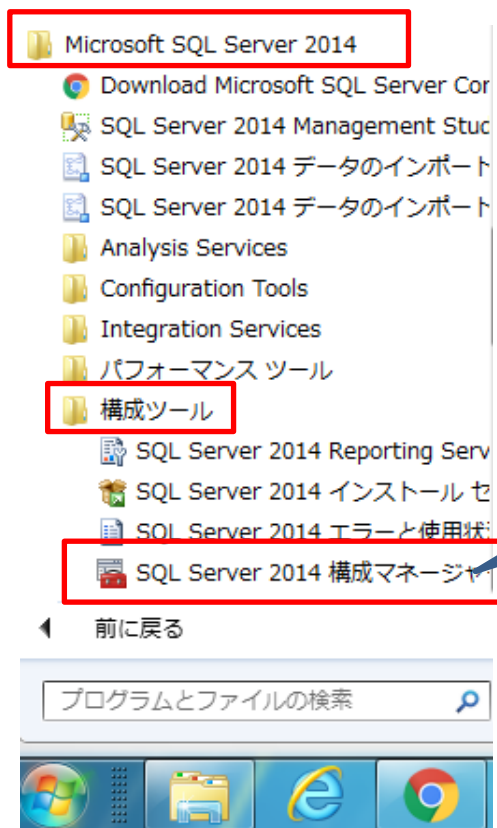 Microsoft SQL Server 2014
Download Microsoft SQL Server Cor
SQL Server 2014 Management Stuc
SQL Server 2014 データのインポート
SQL Server 2014 データのインポート
Analysis Services
Configuration Tools
Integration Services
パフォーマンス ツール
構成ツール
SQL Server 2014 Reporting Serv
SQL Server 2014 インストール セ
SQL Server 2014 エラーと使用状
SQL Server 2014 構成マネージャ
前に戻る
プログラムとファイルの検索